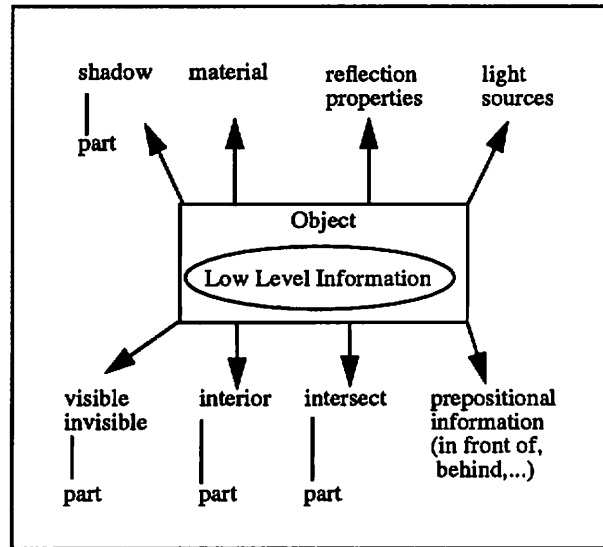 shadow material reflection properties light sources
part
Object
Low Level Information
visible invisible interior intersect prepositional information (in front of, behind,...)
part part part